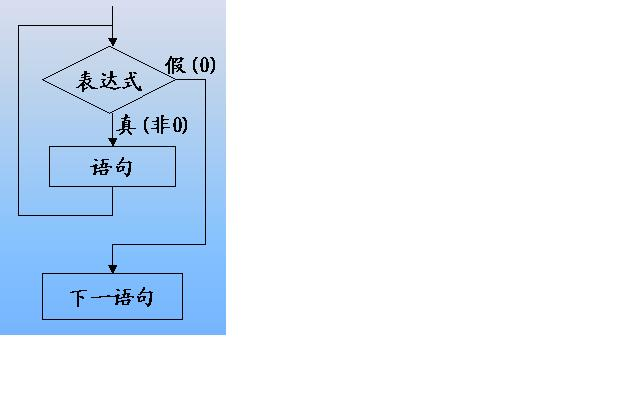 假(0)
表达式
真(非0)
语句
下一语句